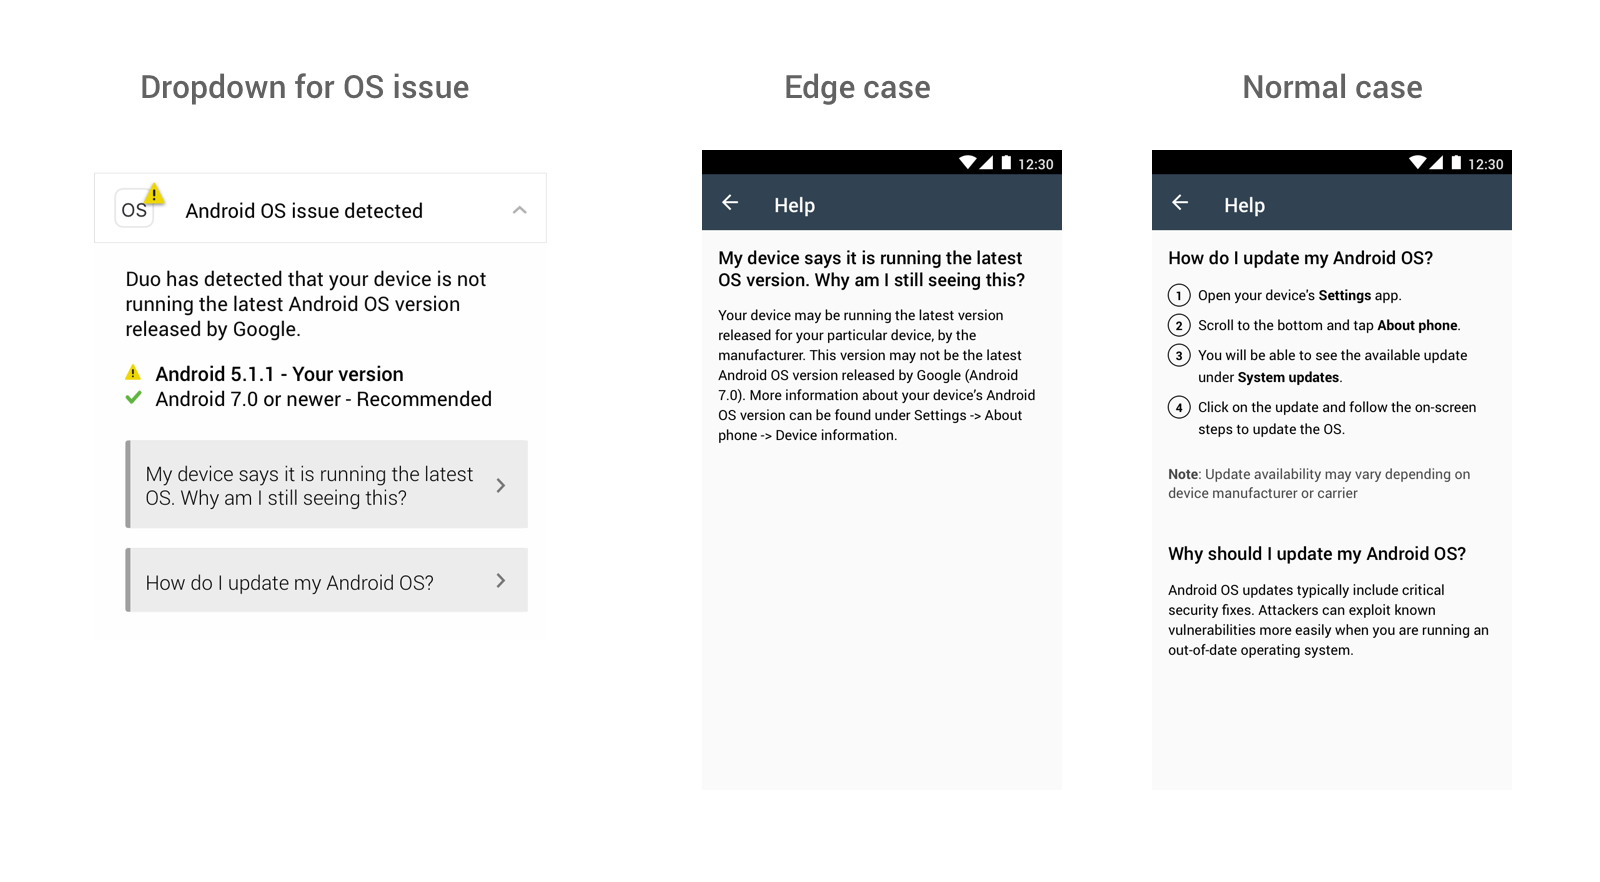 Dropdown for OS issue
Edge case
Normal case
OS
Android OS issue detected
Duo has detected that your device is not
running the latest Android OS version
released by Google.
Android 5.1.1 - Your version
Android 7.0 or newer - Recommended
My device says it is running the latest
OS. Why am I still seeing this?
How do I update my Android OS?
12:30
Help
My device says it is running the latest
OS version. Why am I still seeing this?
Your device may be running the latest version
released for your particular device, by the
manufacturer. This version may not be the latest
Android OS version released by Google (Android
7.0). More information about your device's Android
OS version can be found under Settings -> About
phone -> Device information.
12:30
Help
How do I update my Android OS?
1 Open your device's Settings app.
2 Scroll to the bottom and tap About phone.
3 You will be able to see the available update
under System updates.
4 Click on the update and follow the on-screen
steps to update the OS.
Note: Update availability may vary depending on
device manufacturer or carrier
Why should I update my Android OS?
Android OS updates typically include critical
security fixes. Attackers can exploit known
vulnerabilities more easily when you are running an
out-of-date operating system.